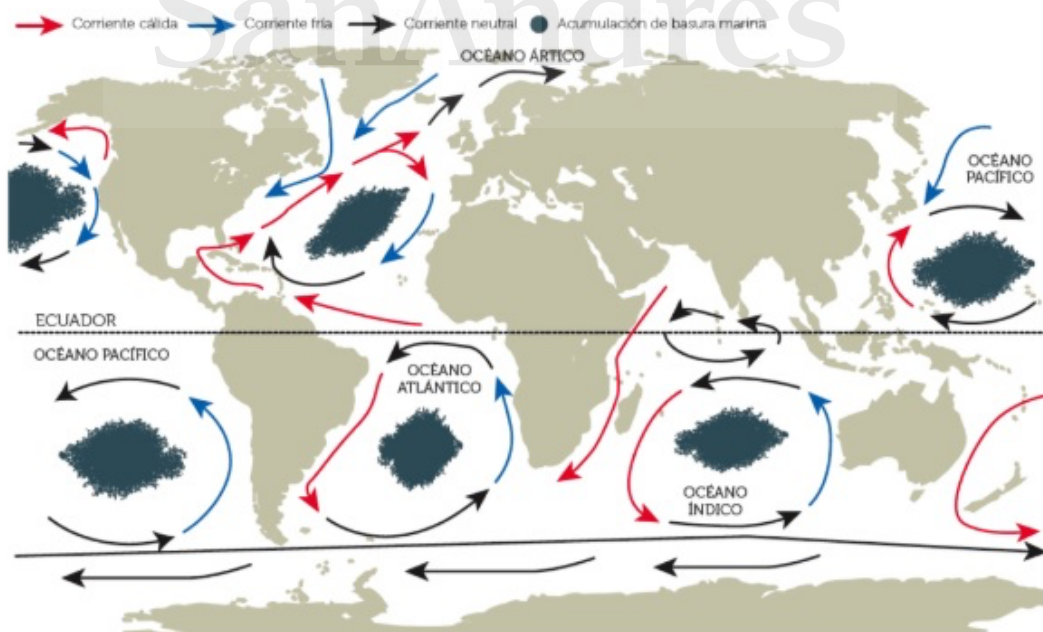 SanAndrés
Corriente cálida Corriente fría Corriente neutral Acumulación de basura marina
OCÉANO ÁRTICO
OCÉANO
PACÍFICO
ECUADOR
OCÉANO PACÍFICO
OCÉANO
ATLÁNTICO
OCÉANO
ÍNDICO